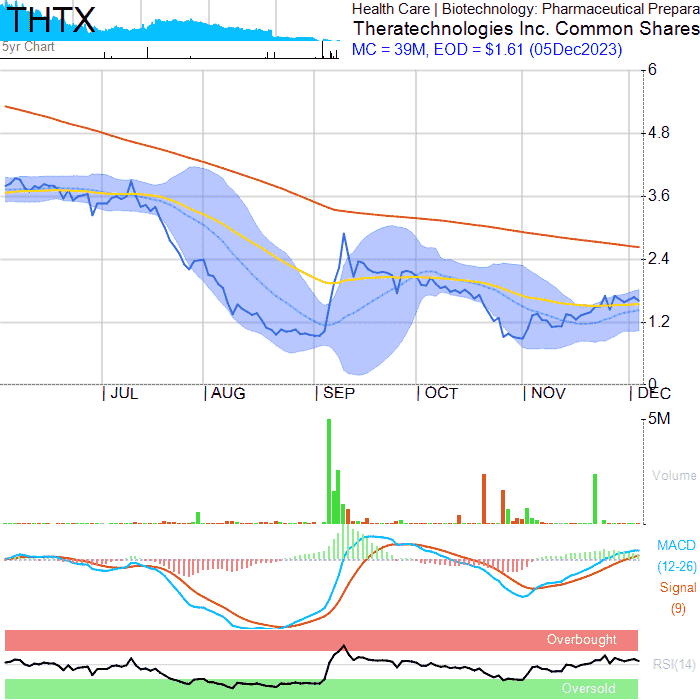 THTX
5yr Chart
Health Care | Biotechnology: Pharmaceutical Prepara
Theratechnologies Inc. Common Shares
MC = 39M, EOD = $1.61 (05Dec2023)
6
4.8
3.6
2.4
1.2
0
JUL AUG SEP OCT NOV DEC
5M
Volume
MACD
(12-26)
Signal
(9)
Overbought
RSI(14)
Oversold